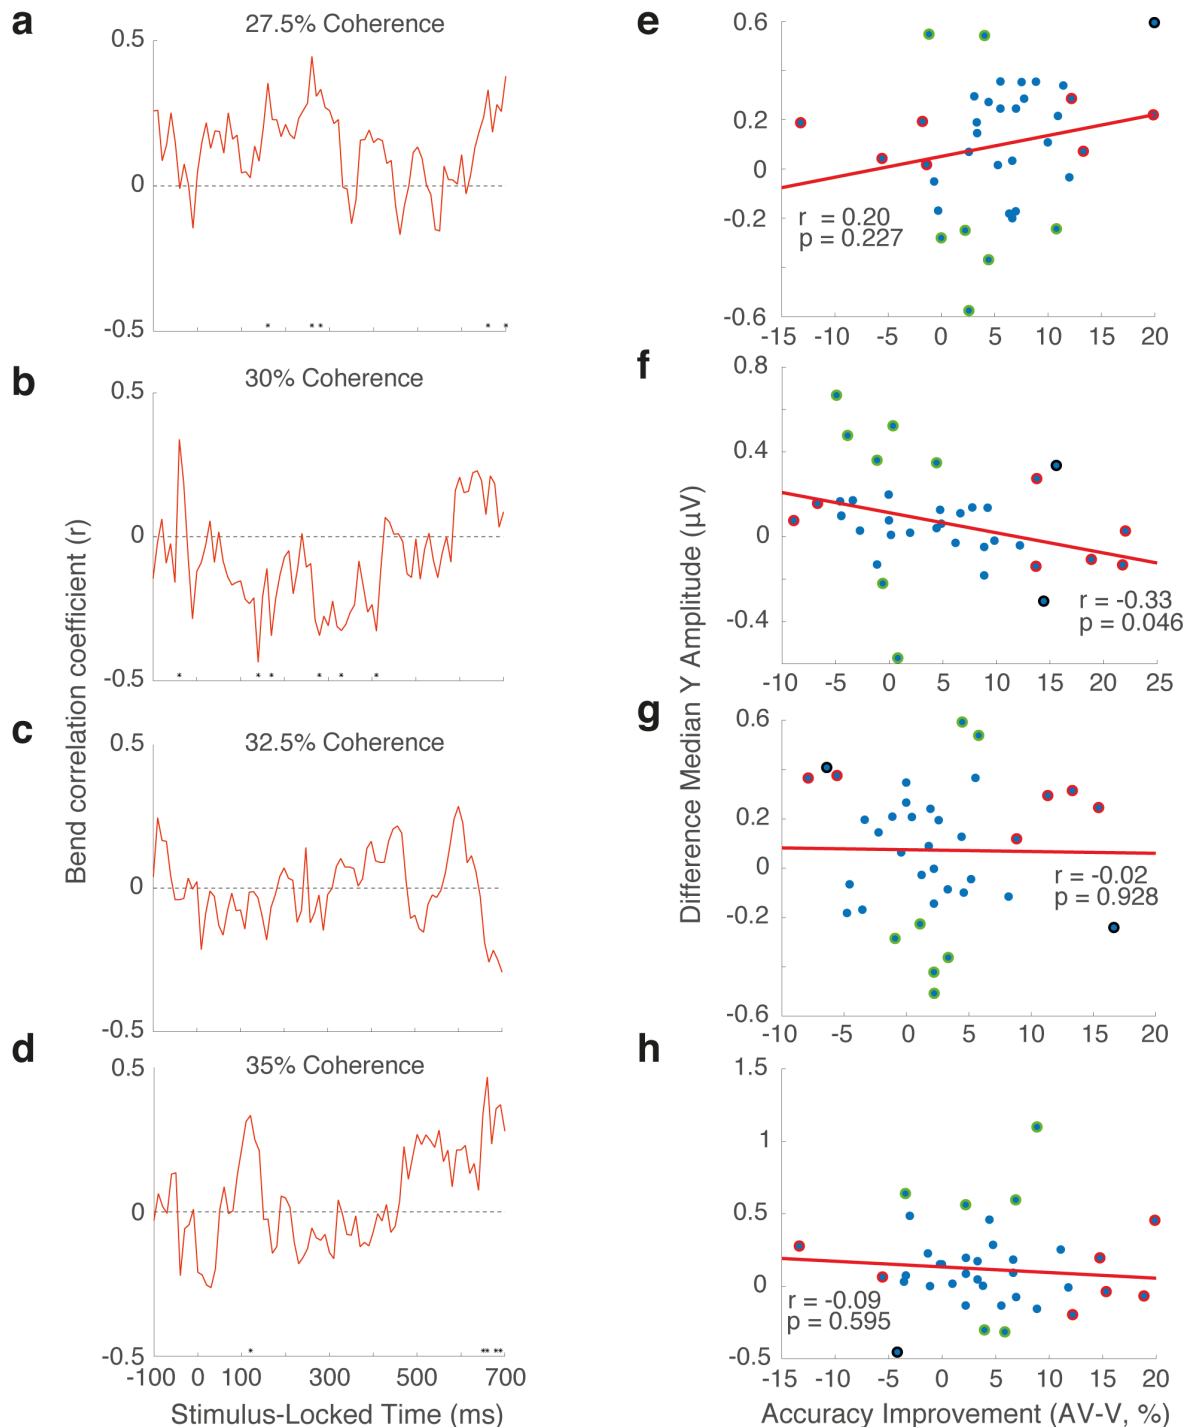 a
27.5% Coherence
0.5
0
-0.5
b
30% Coherence
0.5
0
-0.5
c
32.5% Coherence
0.5
0
-0.5
d
35% Coherence
0.5
0
-0.5
-100 0 100 300 500 700
Stimulus-Locked Time (ms)
Bend correlation coefficient (r)
e
0.6
0.2
0
-0.2
-0.6
r = 0.20
p = 0.227
-15 -10 -5 0 5 10 15 20
f
0.8
0.4
0
-0.4
r = -0.33
p = 0.046
-10 -5 0 5 10 15 20 25
g
0.6
0.2
0
-0.2
-0.6
r = -0.02
p = 0.928
-10 -5 0 5 10 15 20
h
1.5
1
0.5
0
-0.5
r = -0.09
p = 0.595
-15 -10 -5 0 5 10 15 20
Accuracy Improvement (AV-V, %)
Difference Median Y Amplitude (µV)